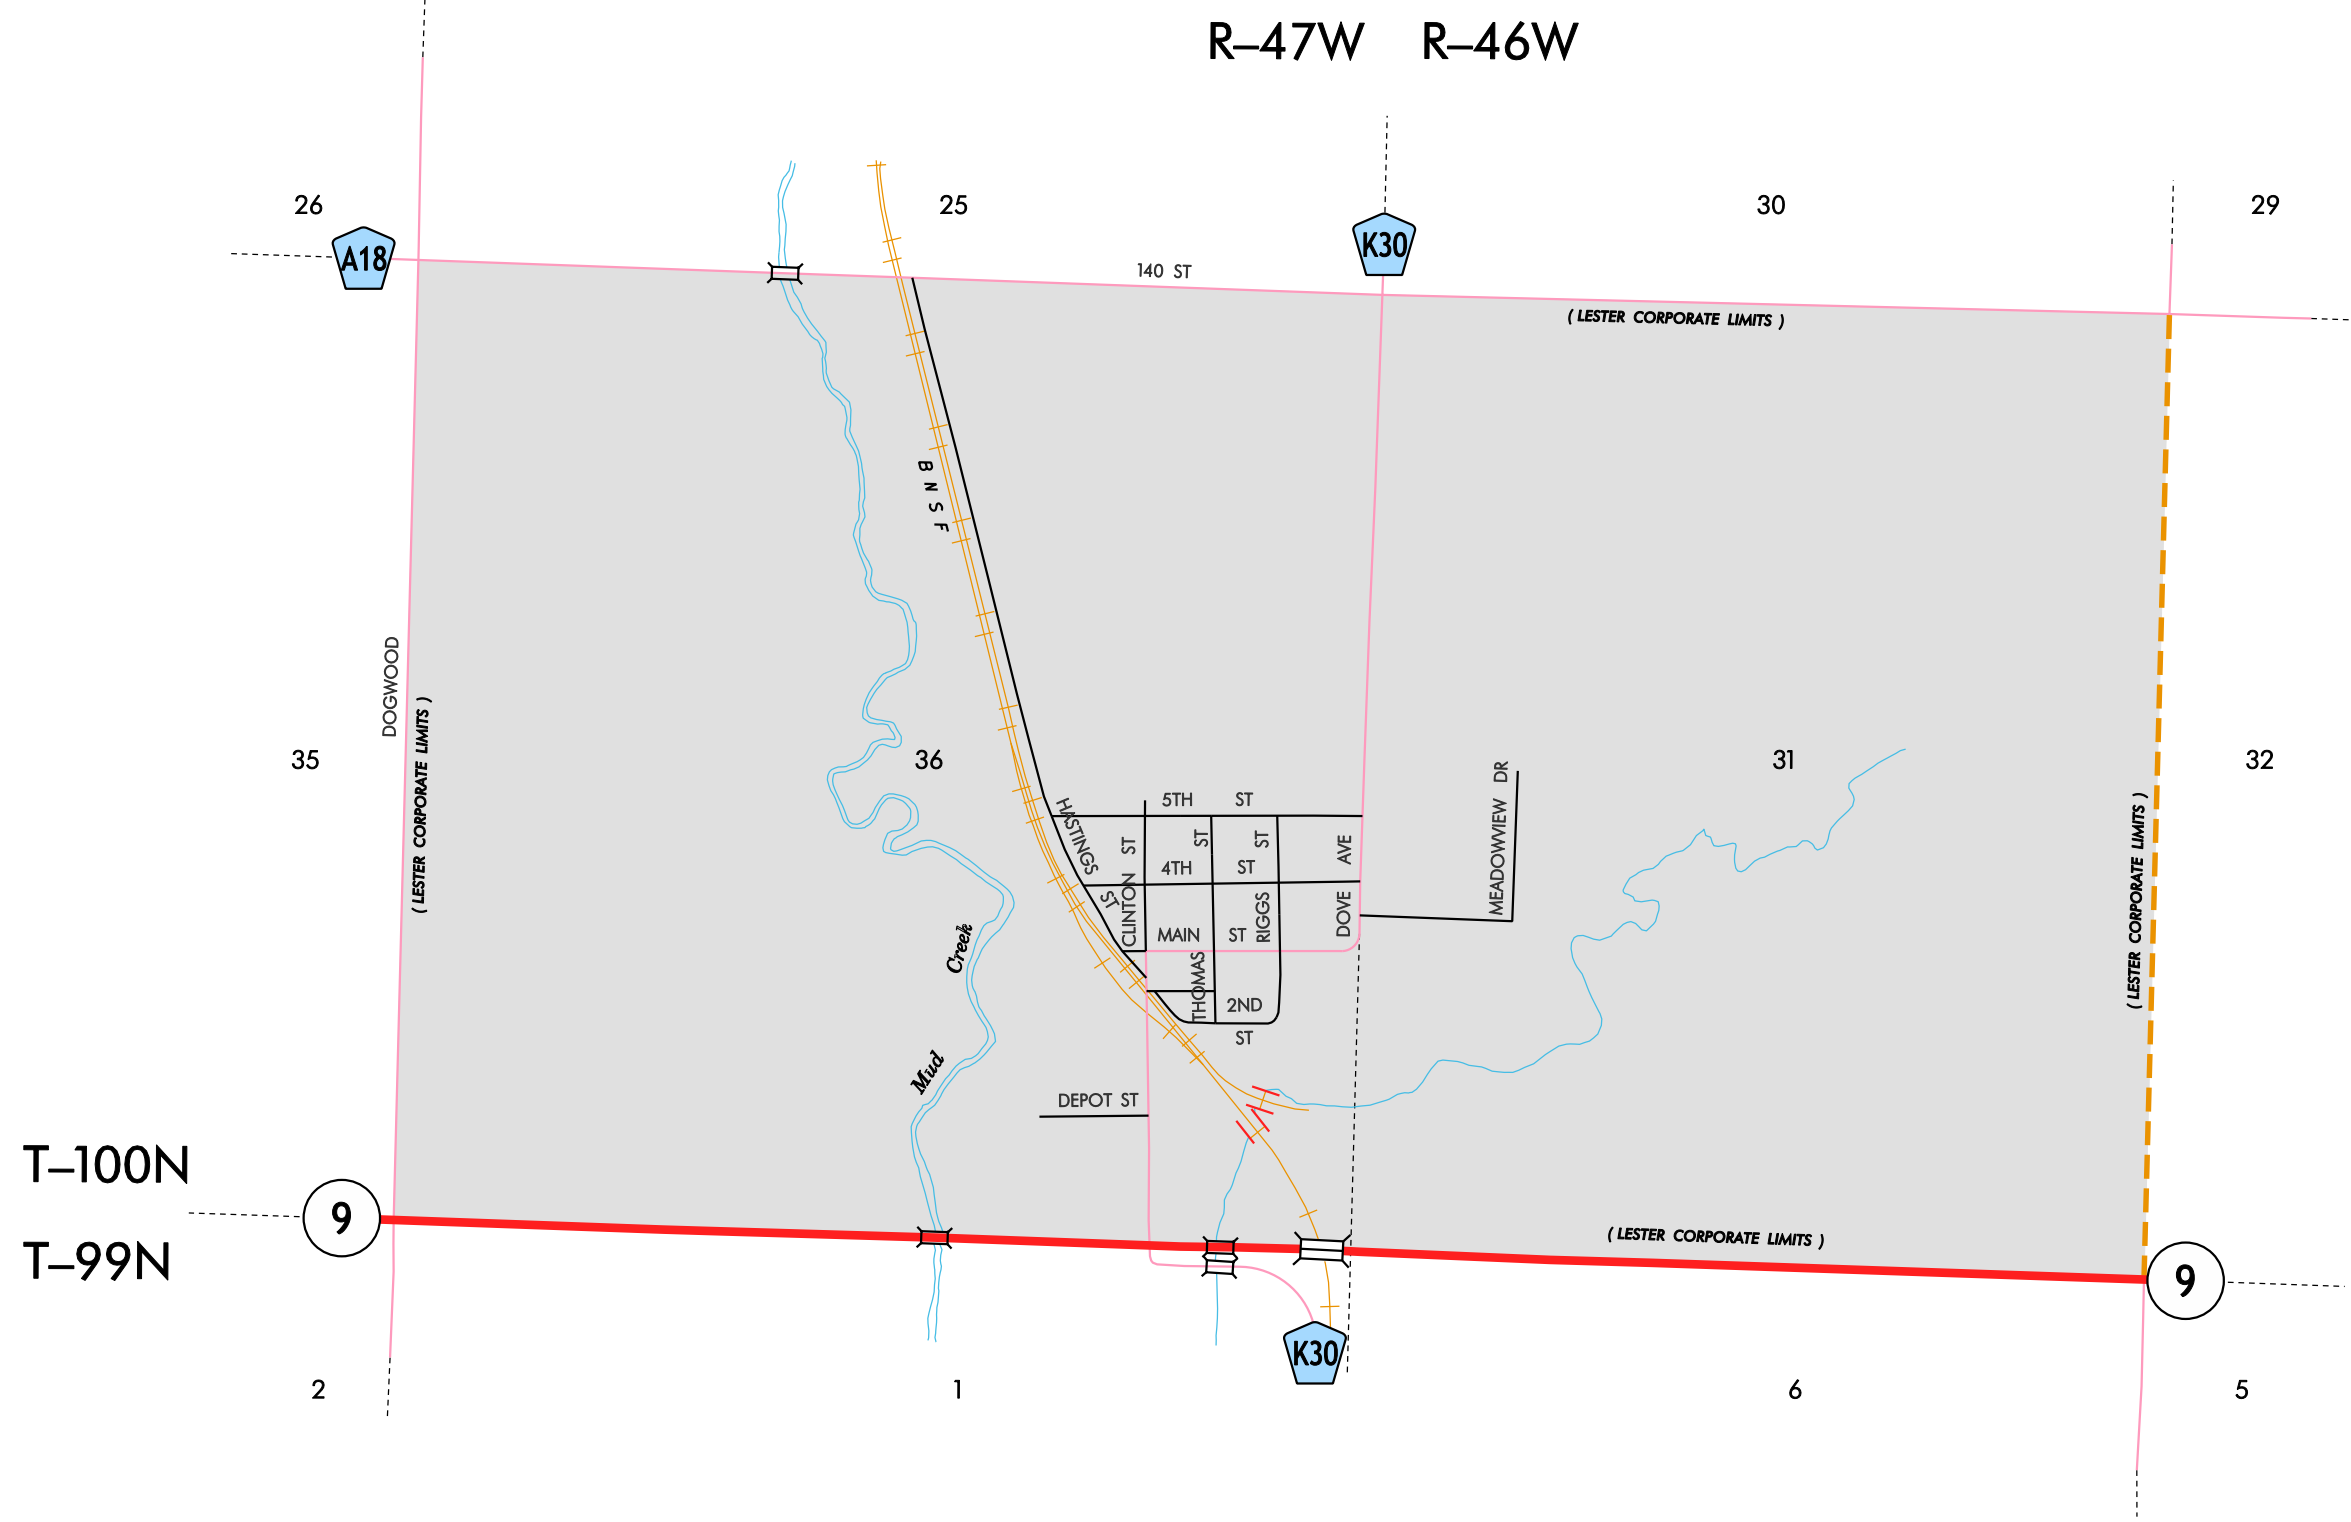 R–47W R–46W
26
25
30
29
A18
K30
140 ST
( LESTER CORPORATE LIMITS )
B N S F
DOGWOOD
( LESTER CORPORATE LIMITS )
35
36
31
32
HASTINGS ST
5TH ST
CLINTON ST
THOMAS ST
RIGGS ST
DOVE AVE
MEADOWVIEW DR
4TH ST
MAIN ST
2ND ST
( LESTER CORPORATE LIMITS )
Mud Creek
DEPOT ST
T–100N
9
T–99N
( LESTER CORPORATE LIMITS )
9
K30
2
1
6
5